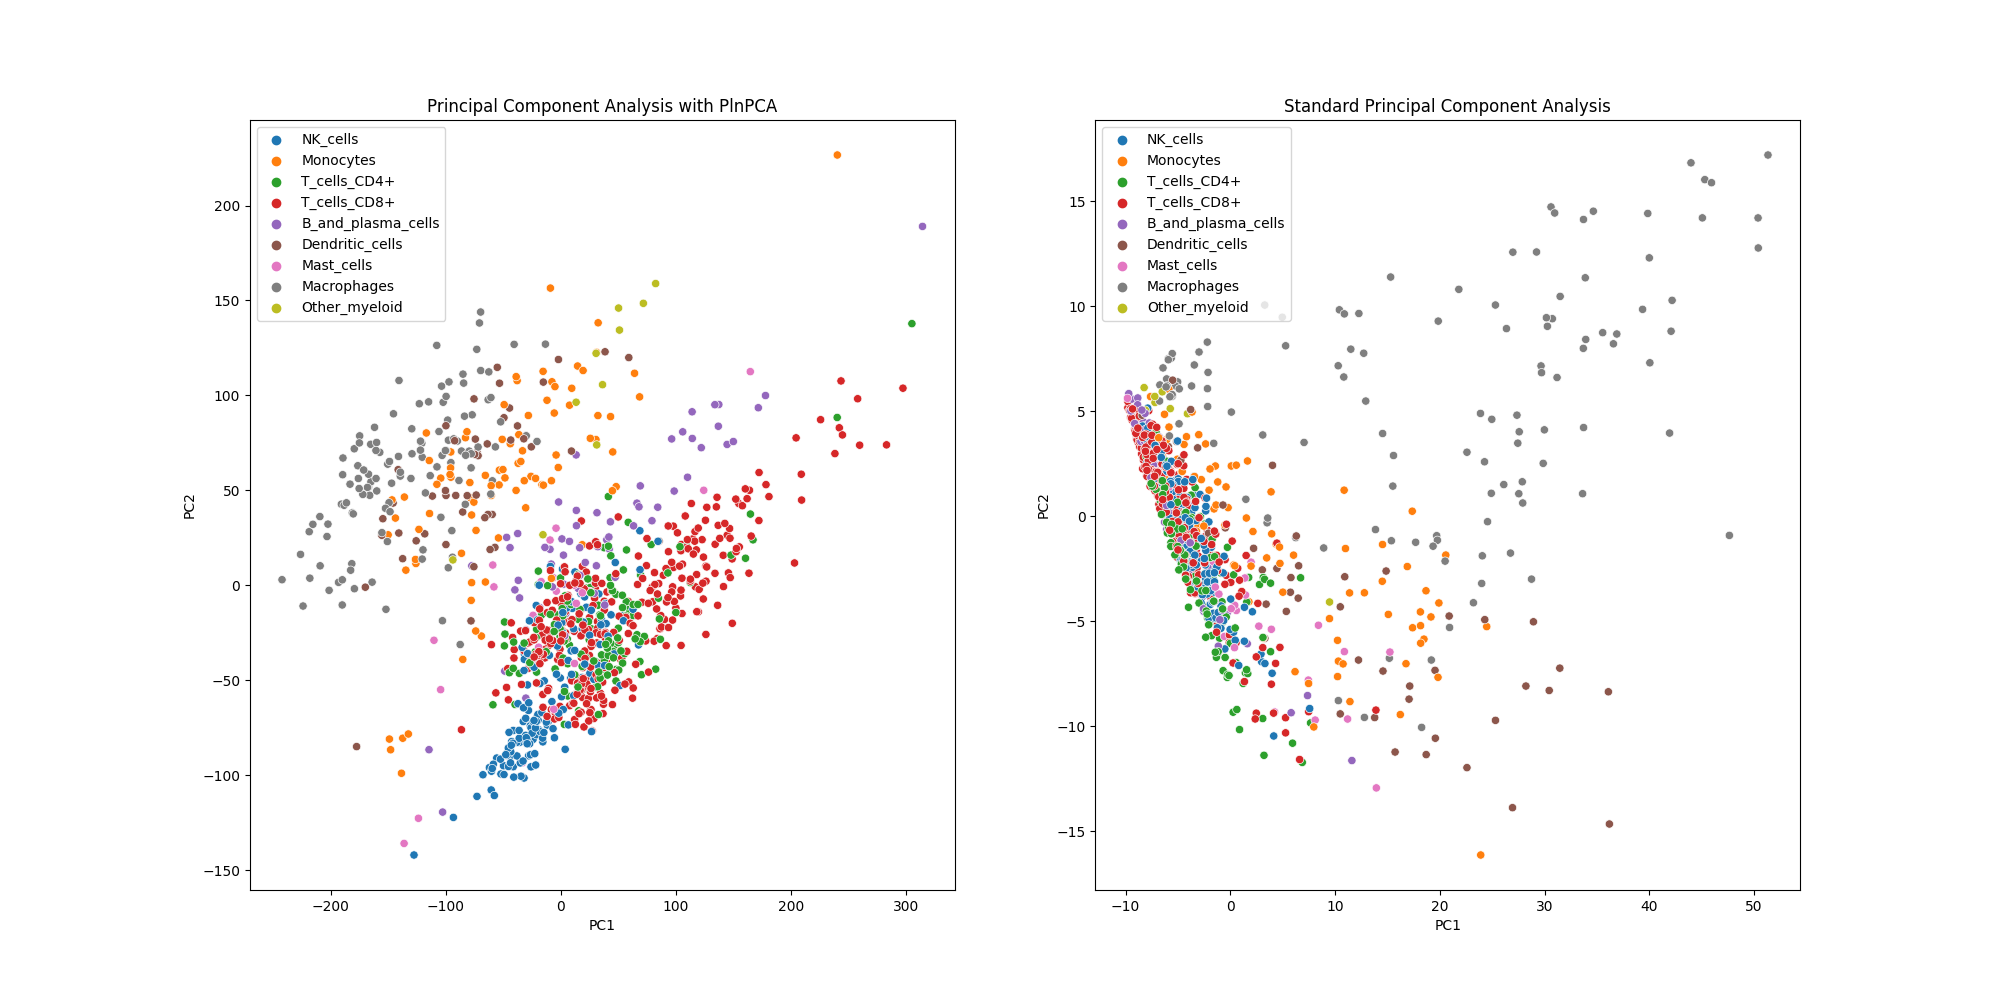 Principal Component Analysis with PlnPCA
NK_cells
Monocytes
T_cells_CD4+
T_cells_CD8+
B_and_plasma_cells
Dendritic_cells
Mast_cells
Macrophages
Other_myeloid
PC2
200
150
100
50
0
−50
−100
−150
−200
−100
0
100
200
300
PC1
Standard Principal Component Analysis
NK_cells
Monocytes
T_cells_CD4+
T_cells_CD8+
B_and_plasma_cells
Dendritic_cells
Mast_cells
Macrophages
Other_myeloid
PC2
15
10
5
0
−5
−10
−15
−10
0
10
20
30
40
50
PC1